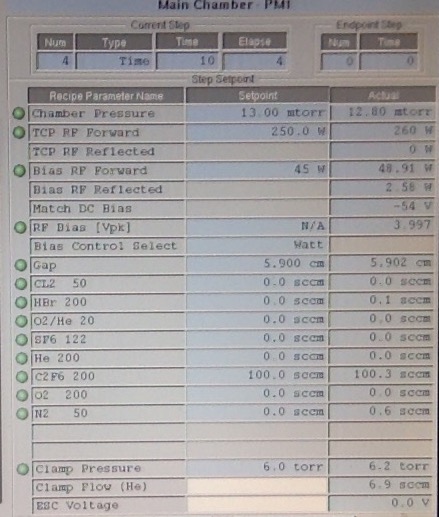 Main Chamber - PM1
Current Step Endpoint Step
Num Type Time Elapse Num Time
4 Time 10 4 0 0
Step Setpoint
Recipe Parameter Name Setpoint Actual
Chamber Pressure 13.00 mtorr 12.80 mtorr
TCP RF Forward 250.0 W 260 W
TCP RF Reflected 0 W
Bias RF Forward 45 W 48.91 W
Bias RF Reflected 2.58 W
Match DC Bias -54 V
RF Bias [Vpk] N/A 3.997
Bias Control Select Watt
Gap 5.900 cm 5.902 cm
CL2 50 0.0 sccm 0.0 sccm
HBr 200 0.0 sccm 0.1 sccm
O2/He 20 0.0 sccm 0.0 sccm
SF6 122 0.0 sccm 0.0 sccm
He 200 0.0 sccm 0.0 sccm
C2F6 200 100.0 sccm 100.3 sccm
O2 200 0.0 sccm 0.0 sccm
N2 50 0.0 sccm 0.6 sccm
Clamp Pressure 6.0 torr 6.2 torr
Clamp Flow (He) 6.9 sccm
ESC Voltage 0.0 V